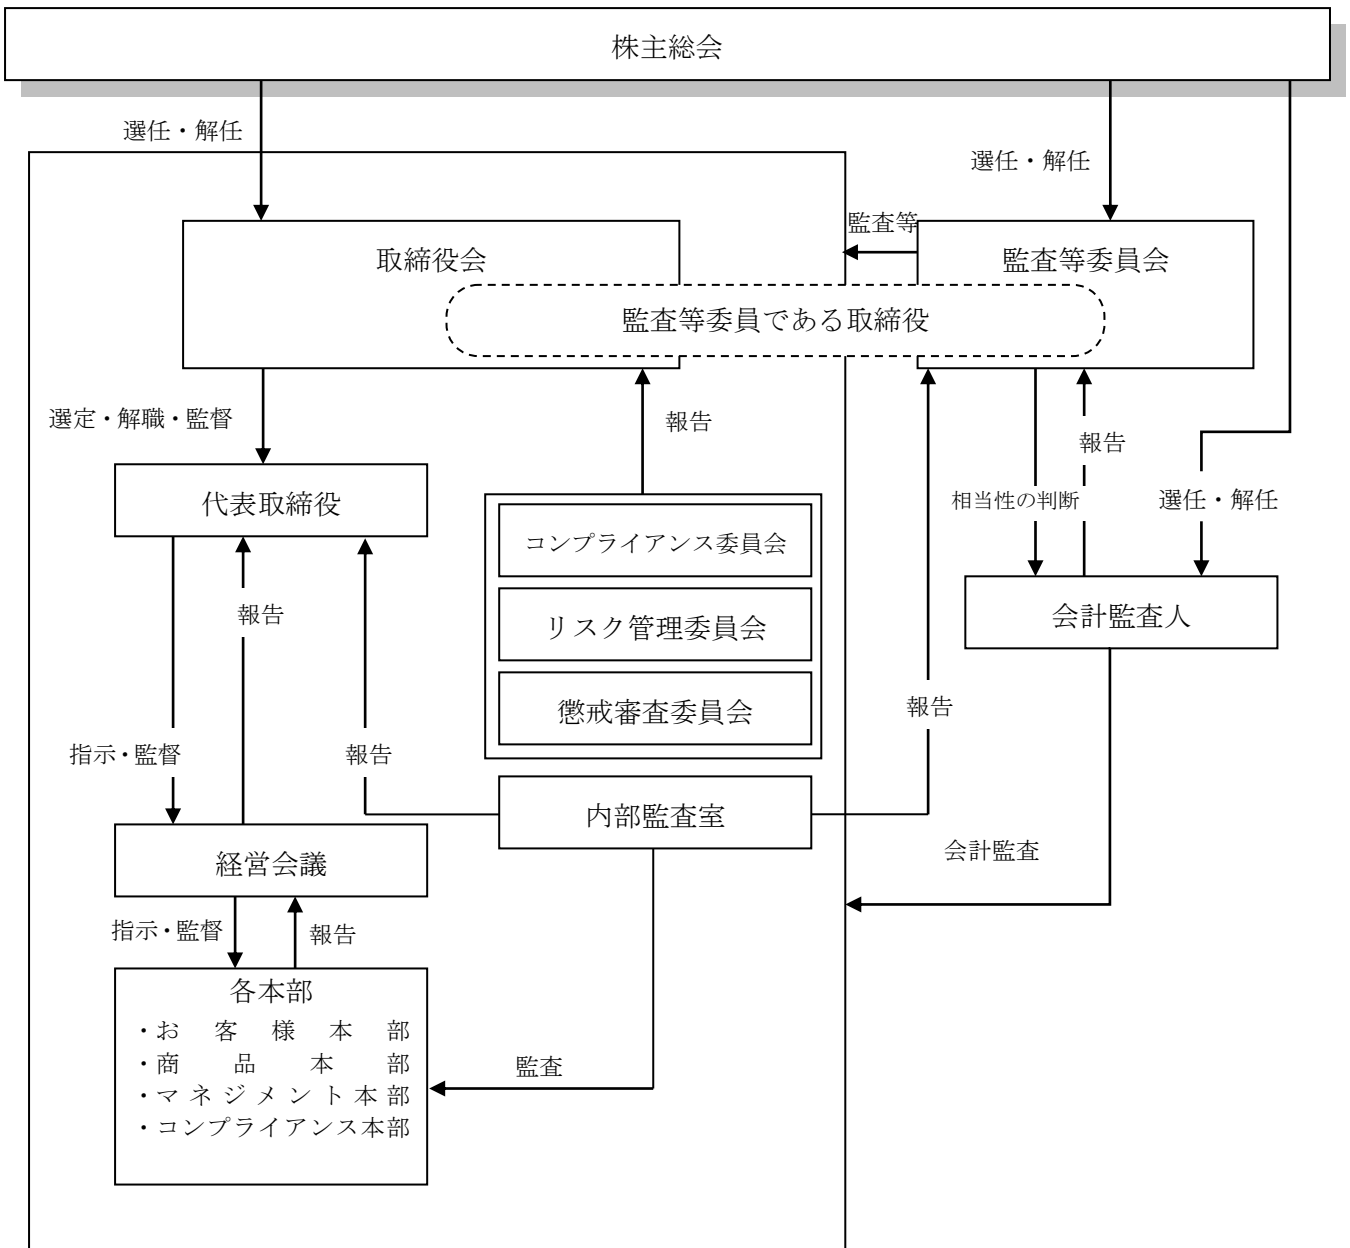 株主総会
選任・解任
選任・解任
監査等
取締役会
監査等委員会
監査等委員である取締役
選定・解職・監督
報告
報告
代表取締役
相当性の判断
選任・解任
コンプライアンス委員会
報告
リスク管理委員会
会計監査人
懲戒審査委員会
報告
指示・監督
報告
内部監査室
経営会議
会計監査
指示・監督
報告
各本部
・お客様本部
・商品本部
・マネジメント本部
・コンプライアンス本部
監査